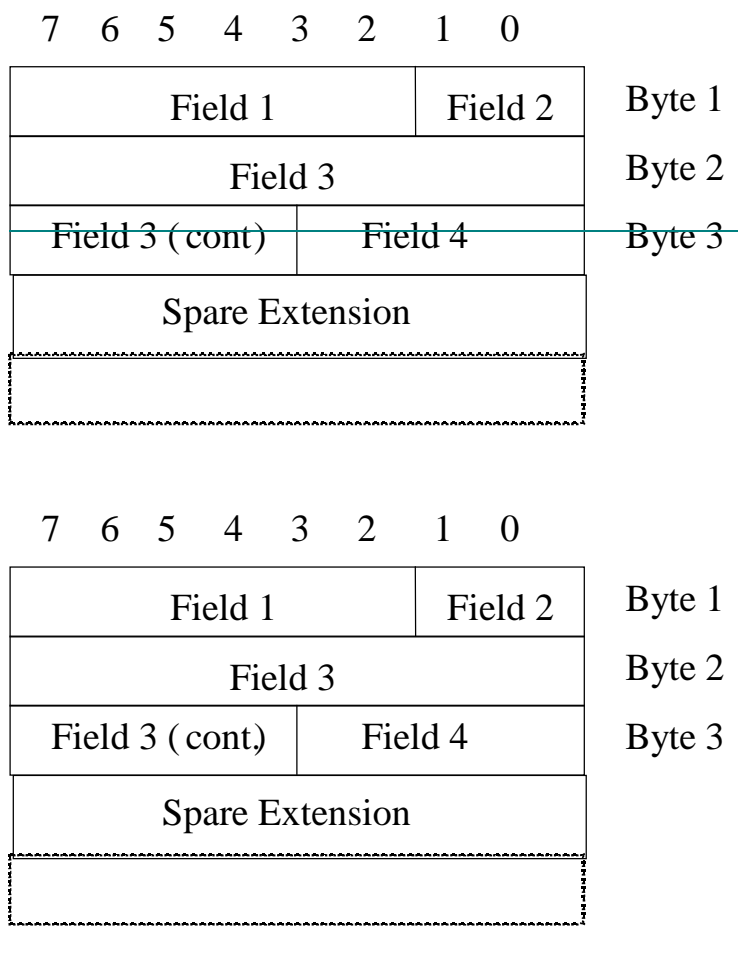 7 6 5 4 3 2 1 0
Field 1 Field 2 Byte 1
Field 3 Byte 2
Field 3 (cont) Field 4 Byte 3
Spare Extension
7 6 5 4 3 2 1 0
Field 1 Field 2 Byte 1
Field 3 Byte 2
Field 3 (cont.) Field 4 Byte 3
Spare Extension